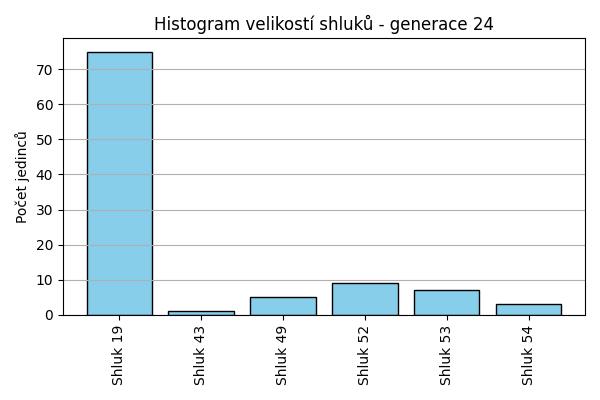 Histogram velikostí shluků - generace 24
Počet jedinců
70
60
50
40
30
20
10
0
Shluk 19
Shluk 43
Shluk 49
Shluk 52
Shluk 53
Shluk 54